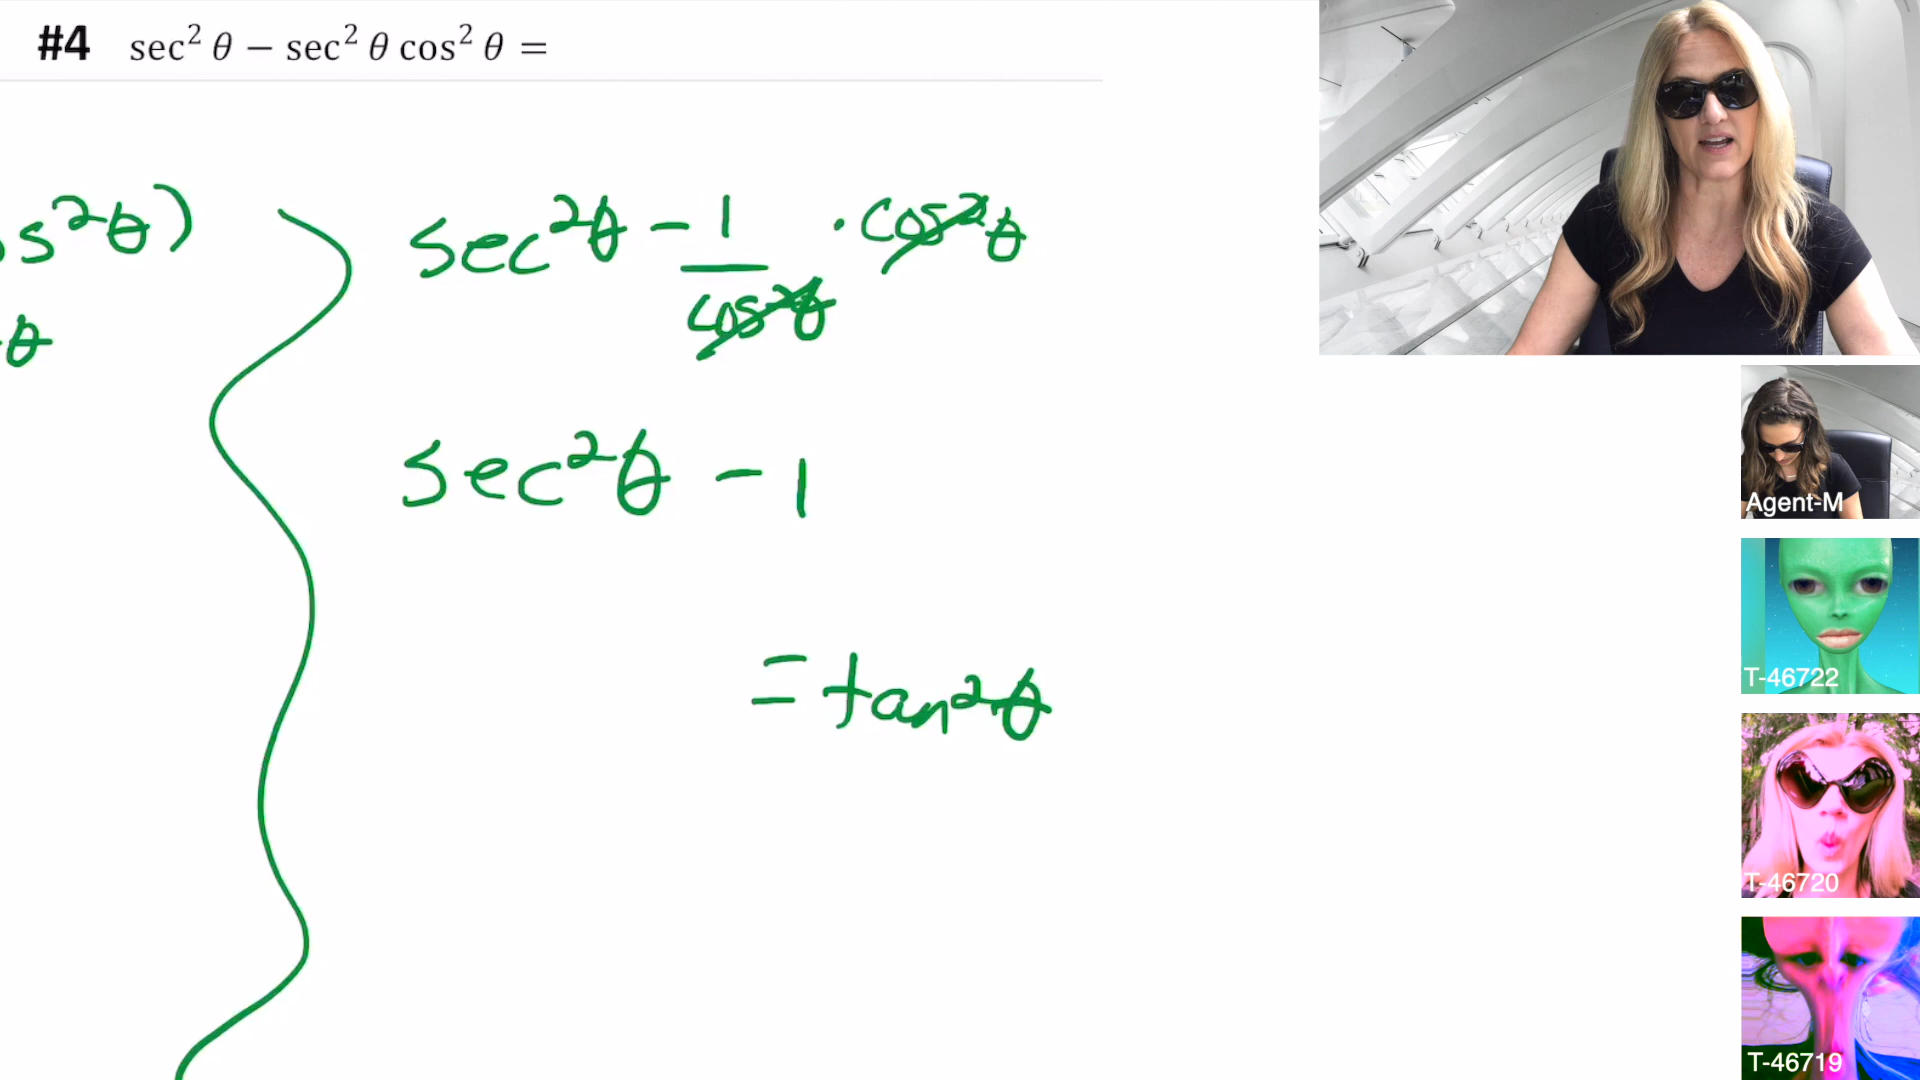 #4 sec² θ − sec² θ cos² θ =
s²θ)
θ
sec²θ − 1/cos²θ · cos²θ
sec²θ − 1
= tan²θ
Agent-M
T-46722
T-46720
T-46719